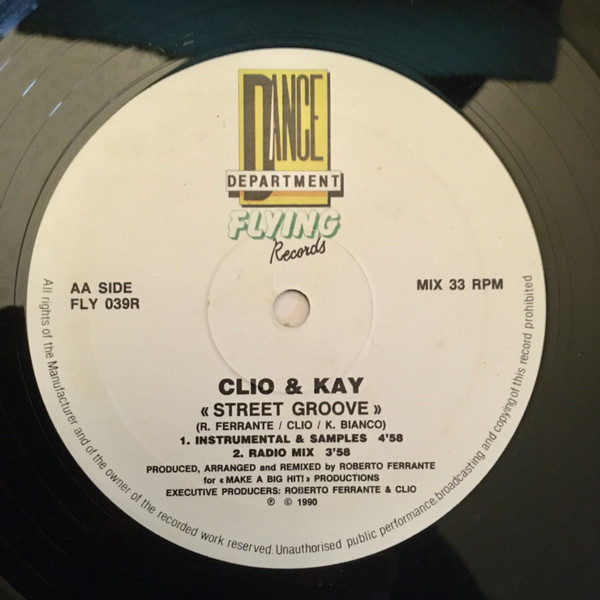 DANCE
DEPARTMENT
FLYING
Records
AA SIDE
FLY 039R
MIX 33 RPM
CLIO & KAY
« STREET GROOVE »
(R. FERRANTE / CLIO / K. BIANCO)
1. INSTRUMENTAL & SAMPLES 4'58
2. RADIO MIX 3'58
PRODUCED, ARRANGED and REMIXED by ROBERTO FERRANTE
for « MAKE A BIG HIT! » PRODUCTIONS
EXECUTIVE PRODUCERS: ROBERTO FERRANTE & CLIO
℗ © 1990
All rights of the Manufacturer and of the owner of the recorded work reserved. Unauthorised public performance.broadcasting and copying of this record prohibited